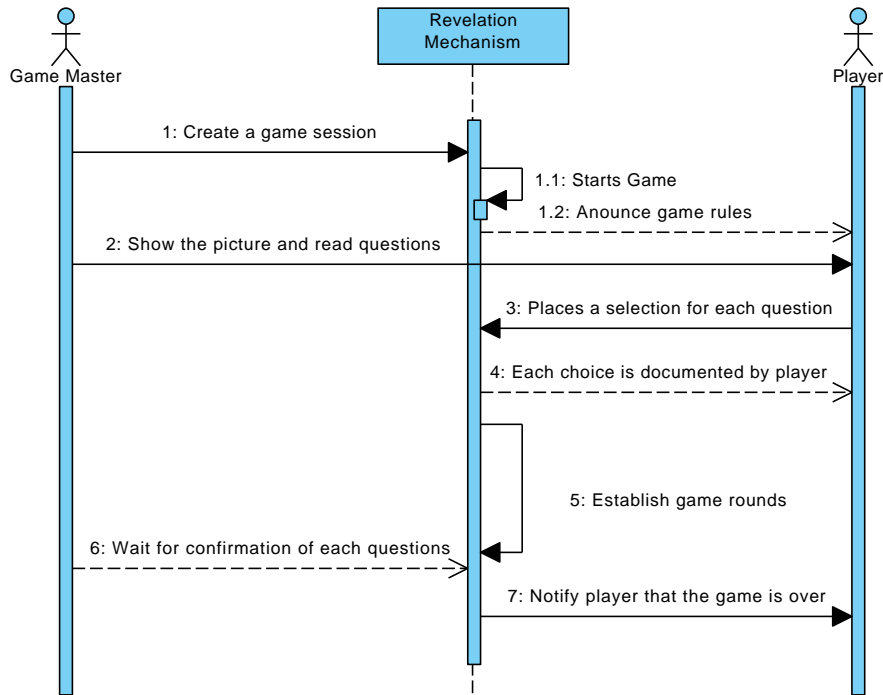 Revelation
Mechanism
Game Master
Player
1: Create a game session
1.1: Starts Game
1.2: Anounce game rules
2: Show the picture and read questions
3: Places a selection for each question
4: Each choice is documented by player
5: Establish game rounds
6: Wait for confirmation of each questions
7: Notify player that the game is over